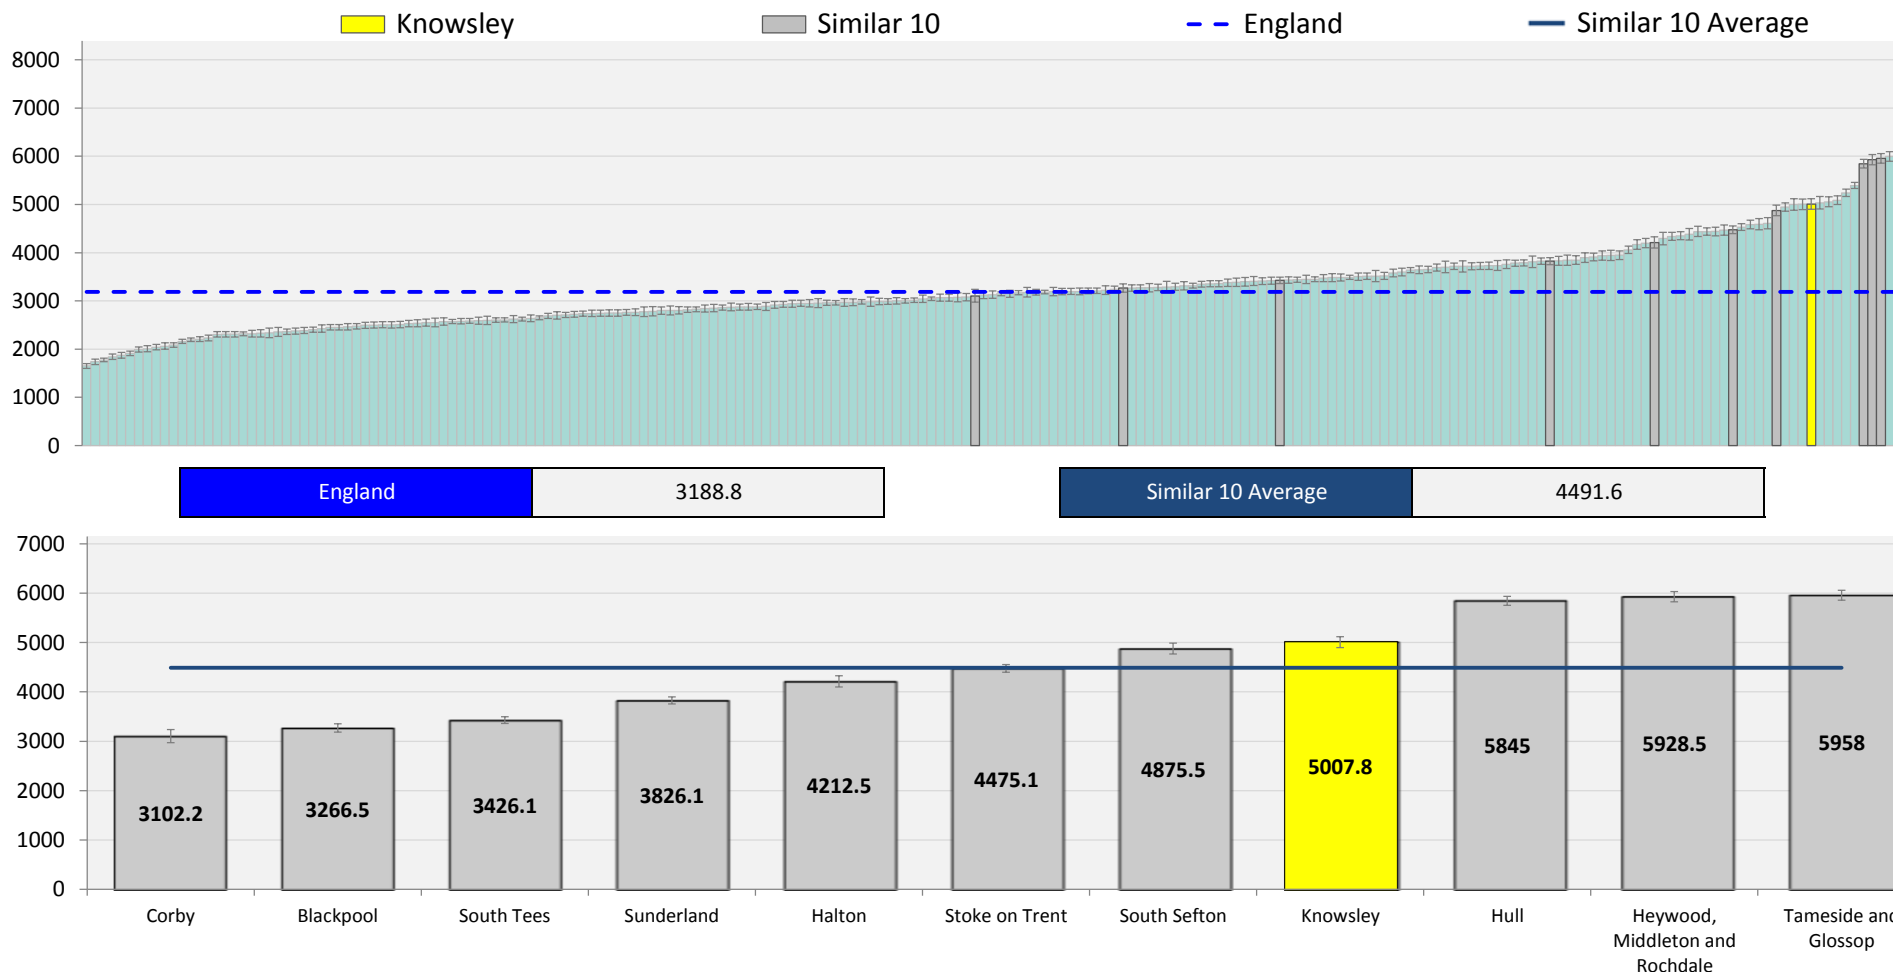 Knowsley
Similar 10
England
Similar 10 Average
8000
7000
6000
5000
4000
3000
2000
1000
0
England
3188.8
Similar 10 Average
4491.6
7000
6000
5000
4000
3000
2000
1000
0
3102.2
3266.5
3426.1
3826.1
4212.5
4475.1
4875.5
5007.8
5845
5928.5
5958
Corby
Blackpool
South Tees
Sunderland
Halton
Stoke on Trent
South Sefton
Knowsley
Hull
Heywood,
Middleton and
Rochdale
Tameside and
Glossop